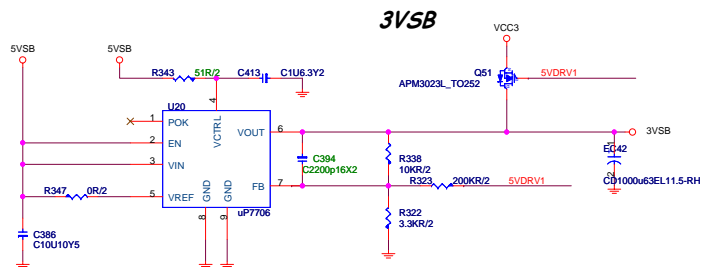 3VSB
VCC3
5VSB
5VSB
R343
51R/2
C413
C1U6.3Y2
Q51
5VDRV1
APM3023L_TO252
U20
4
1
POK
VCTRL
2
EN
VOUT
6
3VSB
3
VIN
C394
C2200p16X2
R338
10KR/2
EC42
1
2
CD1000u63EL11.5-RH
R347
0R/2
5
VREF
GND
GND
FB
7
R323
200KR/2
5VDRV1
8
9
uP7706
R322
3.3KR/2
C386
C10U10Y5